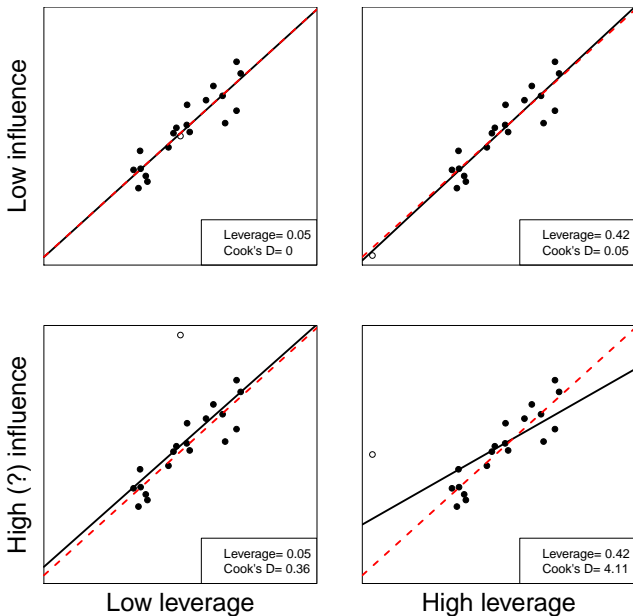 Low influence
Leverage= 0.05
Cook's D= 0
Leverage= 0.42
Cook's D= 0.05
High (?) influence
Leverage= 0.05
Cook's D= 0.36
Leverage= 0.42
Cook's D= 4.11
Low leverage
High leverage